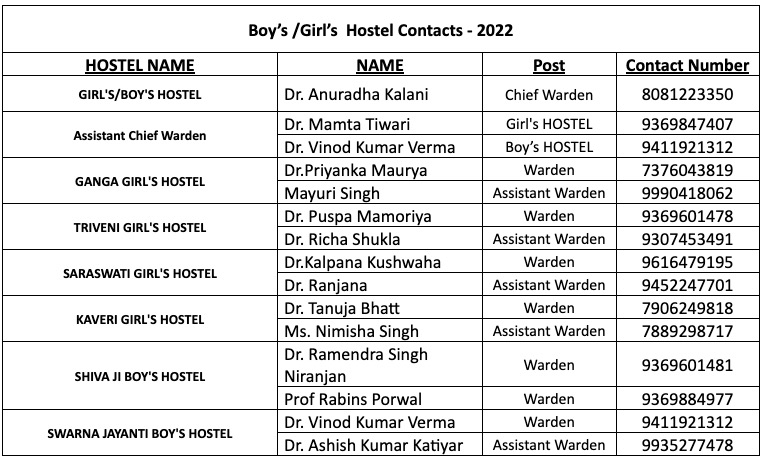 Boy’s /Girl’s Hostel Contacts - 2022
HOSTEL NAME NAME Post Contact Number
GIRL'S/BOY'S HOSTEL Dr. Anuradha Kalani Chief Warden 8081223350
Assistant Chief Warden Dr. Mamta Tiwari Girl's HOSTEL 9369847407
Dr. Vinod Kumar Verma Boy’s HOSTEL 9411921312
GANGA GIRL'S HOSTEL Dr.Priyanka Maurya Warden 7376043819
Mayuri Singh Assistant Warden 9990418062
TRIVENI GIRL'S HOSTEL Dr. Puspa Mamoriya Warden 9369601478
Dr. Richa Shukla Assistant Warden 9307453491
SARASWATI GIRL'S HOSTEL Dr.Kalpana Kushwaha Warden 9616479195
Dr. Ranjana Assistant Warden 9452247701
KAVERI GIRL'S HOSTEL Dr. Tanuja Bhatt Warden 7906249818
Ms. Nimisha Singh Assistant Warden 7889298717
SHIVA JI BOY'S HOSTEL Dr. Ramendra Singh
Niranjan Warden 9369601481
Prof Rabins Porwal Warden 9369884977
SWARNA JAYANTI BOY'S HOSTEL Dr. Vinod Kumar Verma Warden 9411921312
Dr. Ashish Kumar Katiyar Assistant Warden 9935277478